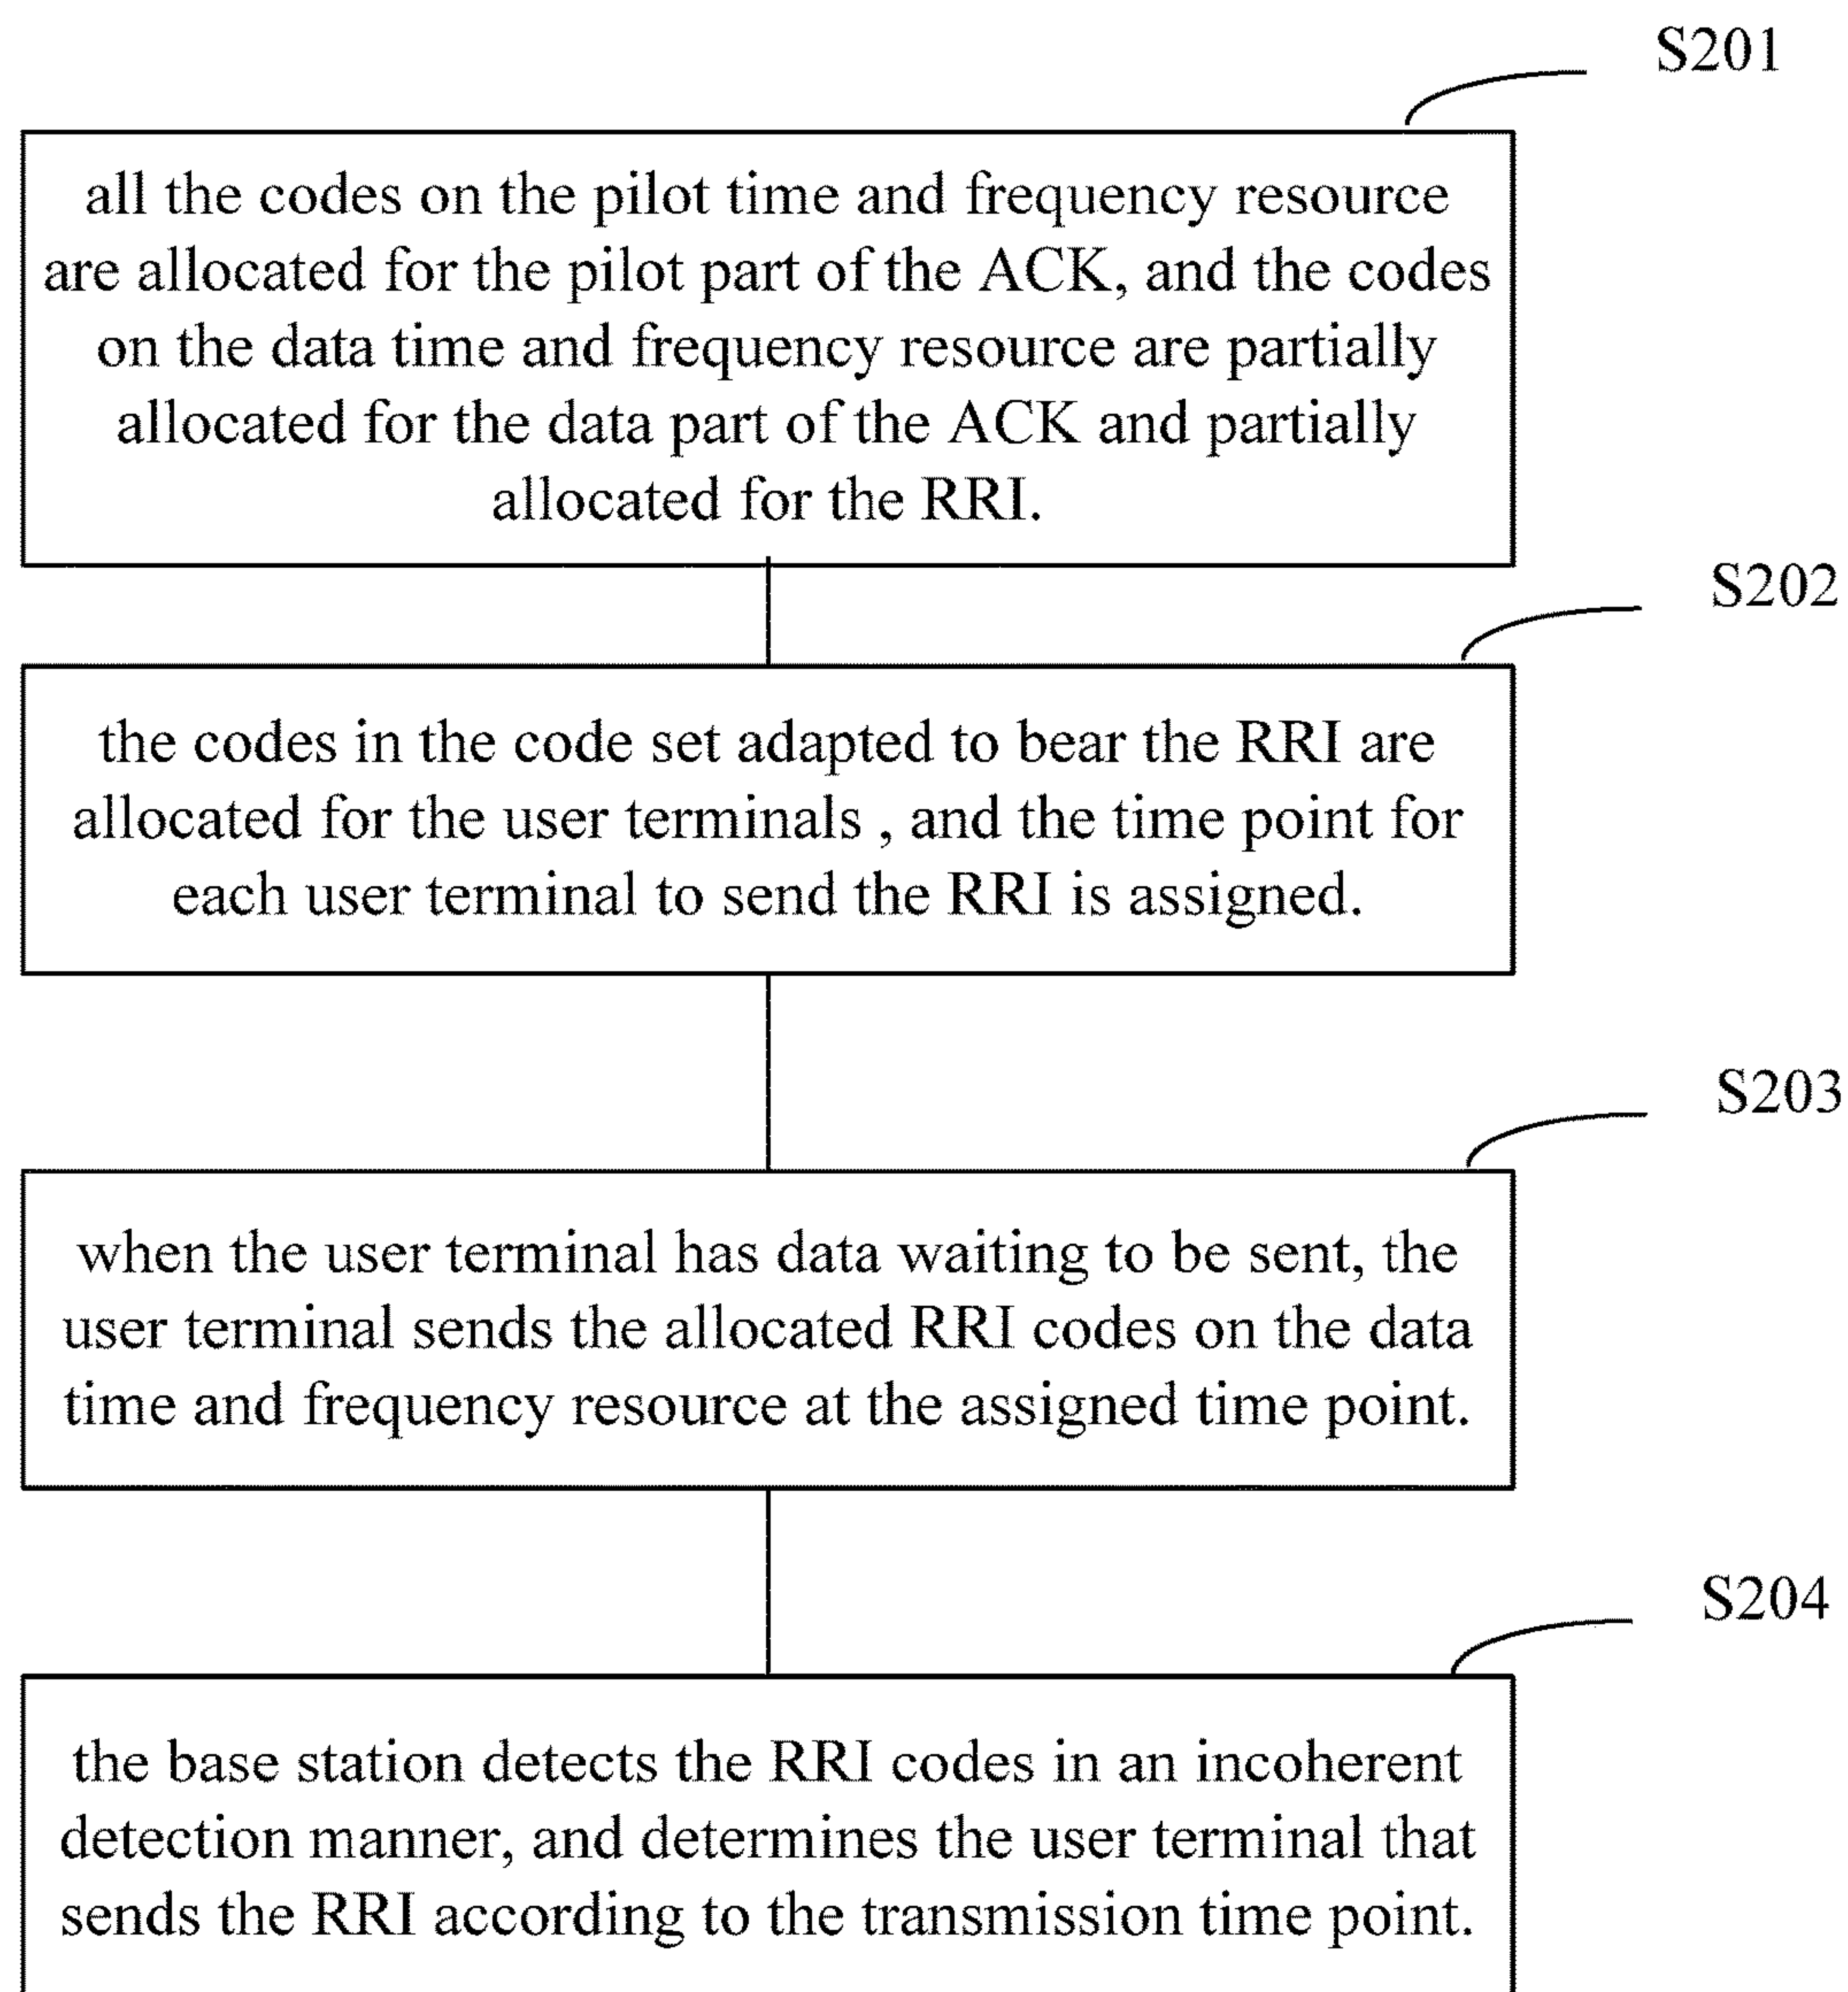 S201
all the codes on the pilot time and frequency resource
are allocated for the pilot part of the ACK, and the codes
on the data time and frequency resource are partially
allocated for the data part of the ACK and partially
allocated for the RRI.
S202
the codes in the code set adapted to bear the RRI are
allocated for the user terminals , and the time point for
each user terminal to send the RRI is assigned.
S203
when the user terminal has data waiting to be sent, the
user terminal sends the allocated RRI codes on the data
time and frequency resource at the assigned time point.
S204
the base station detects the RRI codes in an incoherent
detection manner, and determines the user terminal that
sends the RRI according to the transmission time point.